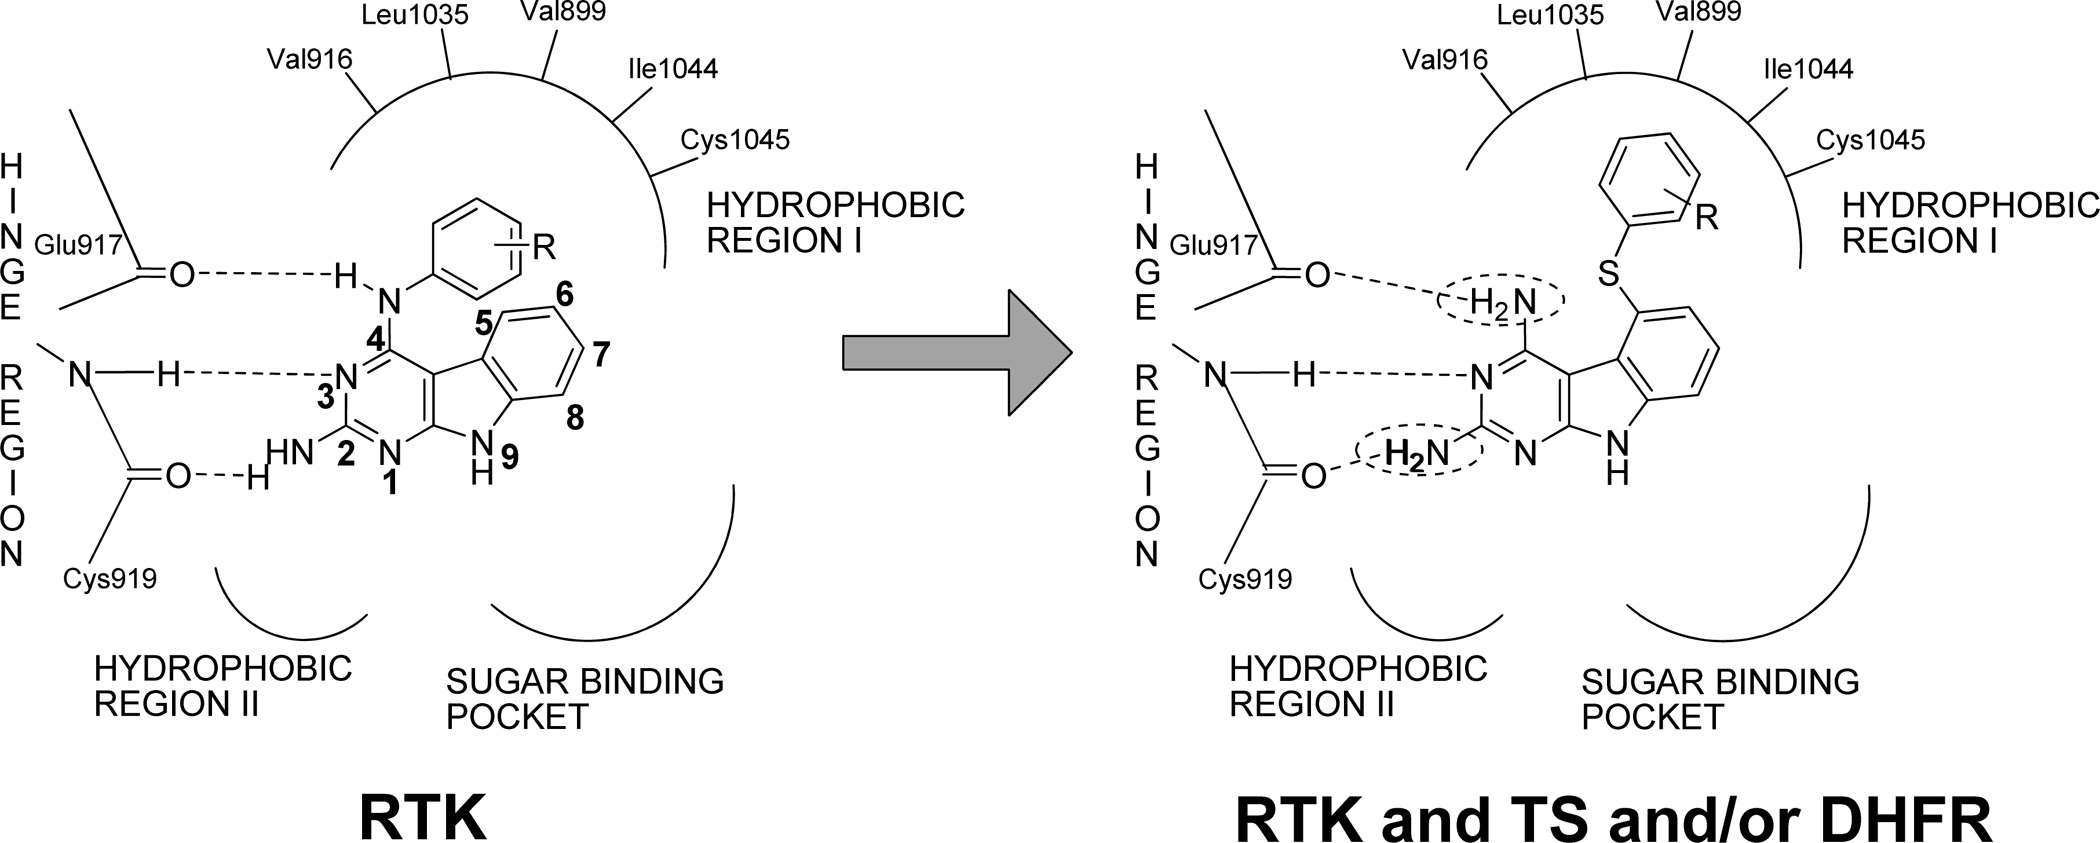 Leu1035
Val899
Val916
Ile1044
Cys1045
HYDROPHOBIC
REGION I
HINGE
REGION
Glu917
O
H
N
R
4
5
6
7
8
N
3
N
H
HN
2
N
1
N
H
9
O
H
Cys919
HYDROPHOBIC
REGION II
SUGAR BINDING
POCKET
RTK
Leu1035
Val899
Val916
Ile1044
Cys1045
HYDROPHOBIC
REGION I
HINGE
REGION
Glu917
O
H2N
S
R
N
H
N
H2N
N
N
H
O
Cys919
HYDROPHOBIC
REGION II
SUGAR BINDING
POCKET
RTK and TS and/or DHFR